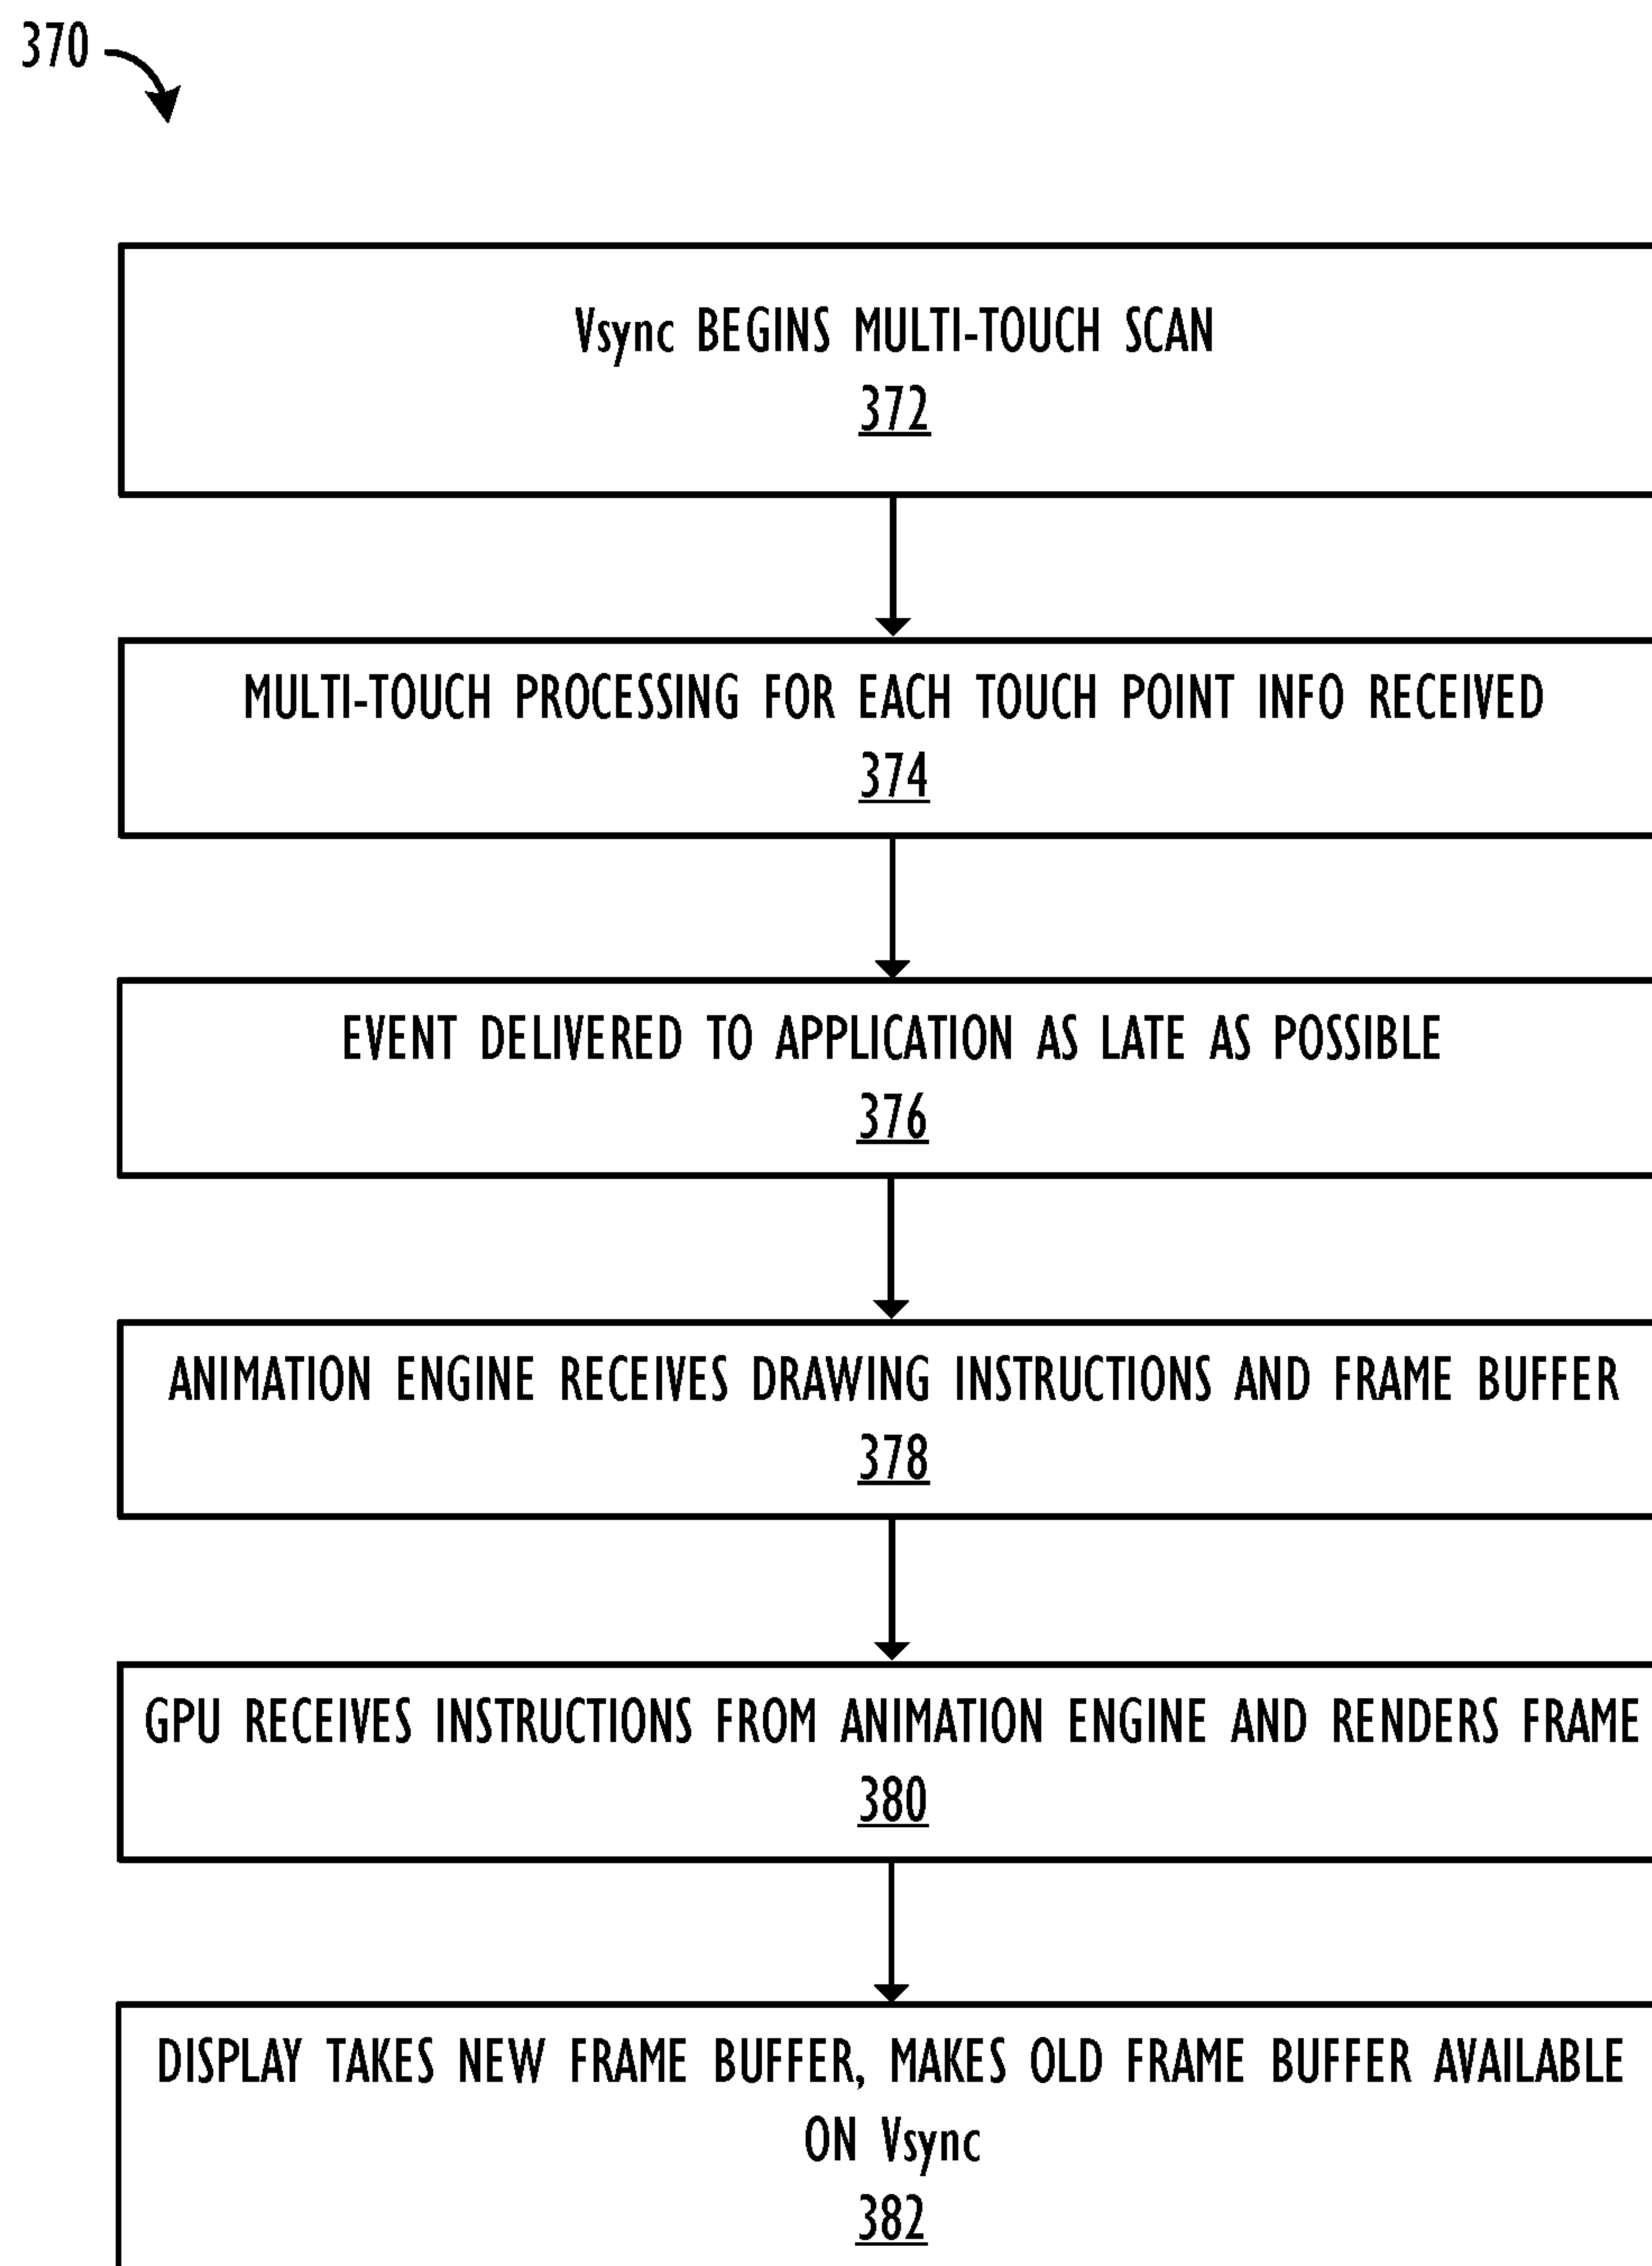 370
Vsync BEGINS MULTI-TOUCH SCAN
372
MULTI-TOUCH PROCESSING FOR EACH TOUCH POINT INFO RECEIVED
374
EVENT DELIVERED TO APPLICATION AS LATE AS POSSIBLE
376
ANIMATION ENGINE RECEIVES DRAWING INSTRUCTIONS AND FRAME BUFFER
378
GPU RECEIVES INSTRUCTIONS FROM ANIMATION ENGINE AND RENDERS FRAME
380
DISPLAY TAKES NEW FRAME BUFFER, MAKES OLD FRAME BUFFER AVAILABLE
ON Vsync
382